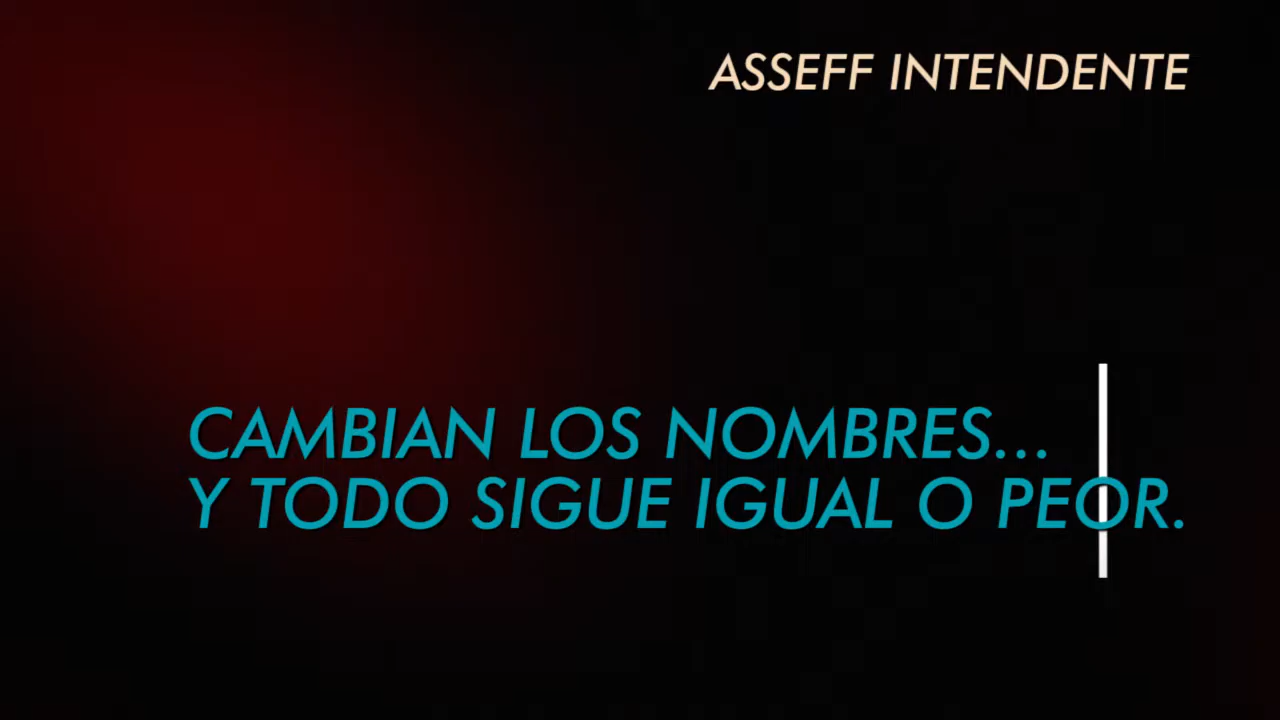 ASSEFF INTENDENTE
CAMBIAN LOS NOMBRES...
Y TODO SIGUE IGUAL O PEOR.